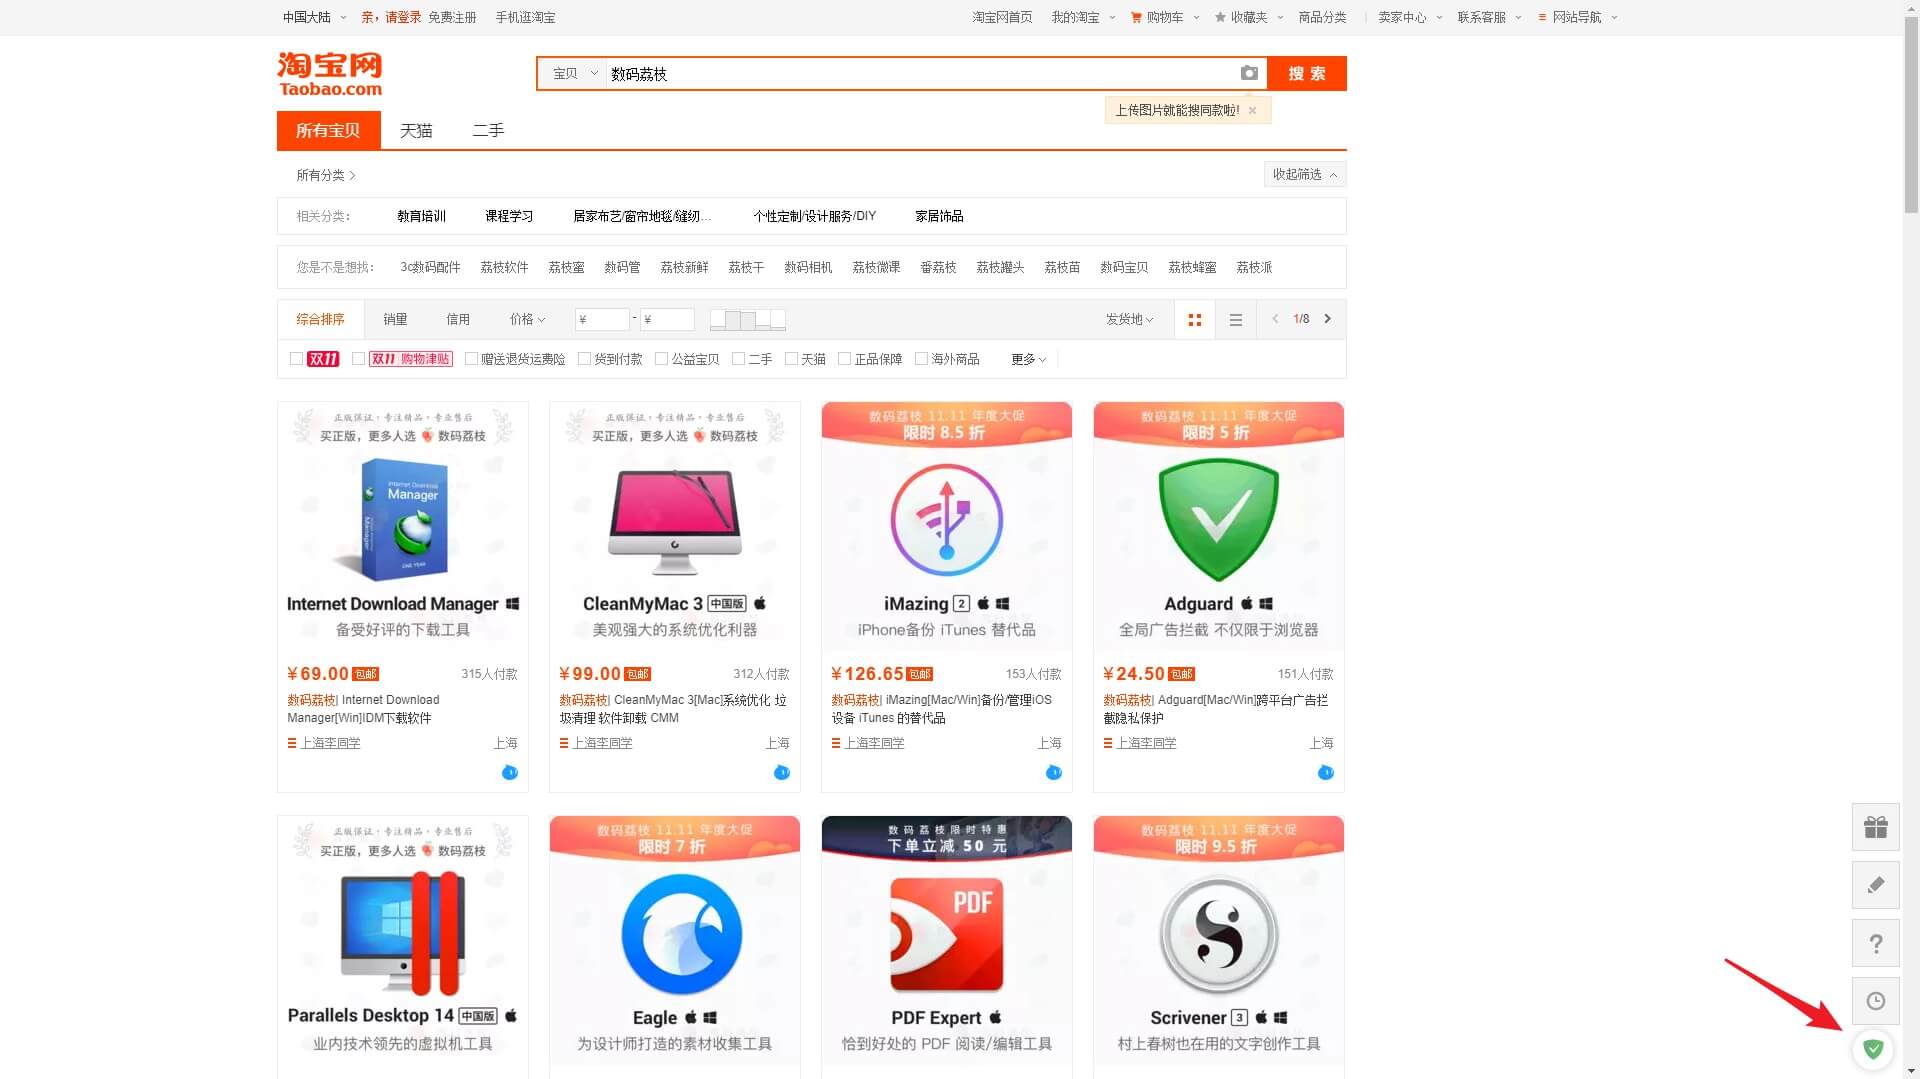 中国大陆 亲，请登录 免费注册 手机逛淘宝 淘宝网首页 我的淘宝 购物车 收藏夹 商品分类 卖家中心 联系客服 网站导航
淘宝网
Taobao.com
宝贝 数码荔枝 搜索
上传图片就能搜同款啦! ×
所有宝贝 天猫 二手
所有分类 > 收起筛选
相关分类: 教育培训 课程学习 居家布艺/窗帘地毯/缝纫... 个性定制/设计服务/DIY 家居饰品
您是不是想找: 3c数码配件 荔枝软件 荔枝蜜 数码管 荔枝新鲜 荔枝干 数码相机 荔枝微课 番荔枝 荔枝罐头 荔枝苗 数码宝贝 荔枝蜂蜜 荔枝派
综合排序 销量 信用 价格 ¥ - ¥ 发货地 < 1/8 >
双11 双11 购物津贴 赠送退货运费险 货到付款 公益宝贝 二手 天猫 正品保障 海外商品 更多
正版保证·专注精品·专业售后
买正版，更多人选 数码荔枝
Internet Download
Manager
ONE YEAR
Internet Download Manager
备受好评的下载工具
¥69.00 包邮 315人付款
数码荔枝| Internet Download
Manager[Win]IDM下载软件
上海李同学 上海
正版保证·专注精品·专业售后
买正版，更多人选 数码荔枝
CleanMyMac 3 中国版
美观强大的系统优化利器
¥99.00 包邮 312人付款
数码荔枝| CleanMyMac 3[Mac]系统优化 垃
圾清理 软件卸载 CMM
上海李同学 上海
数码荔枝 11.11 年度大促
限时 8.5 折
iMazing 2
iPhone备份 iTunes 替代品
¥126.65 包邮 153人付款
数码荔枝| iMazing[Mac/Win]备份/管理iOS
设备 iTunes 的替代品
上海李同学 上海
数码荔枝 11.11 年度大促
限时 5 折
Adguard
全局广告拦截 不仅限于浏览器
¥24.50 包邮 151人付款
数码荔枝| Adguard[Mac/Win]跨平台广告拦
截隐私保护
上海李同学 上海
正版保证·专注精品·专业售后
买正版，更多人选 数码荔枝
Parallels Desktop 14 中国版
业内技术领先的虚拟机工具
数码荔枝 11.11 年度大促
限时 7 折
Eagle
为设计师打造的素材收集工具
数码荔枝限时特惠
下单立减 50 元
PDF
PDF Expert
恰到好处的 PDF 阅读/编辑工具
数码荔枝 11.11 年度大促
限时 9.5 折
Scrivener 3
村上春树也在用的文字创作工具